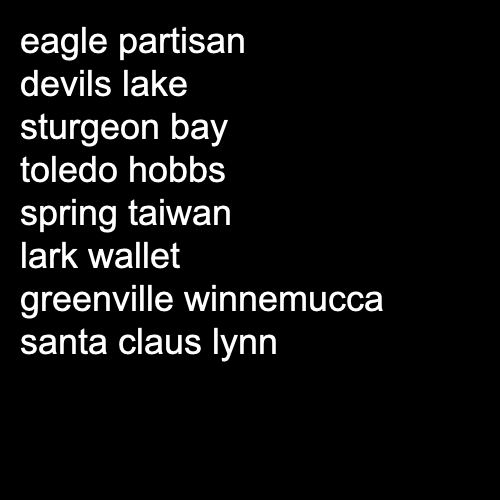 eagle partisan
devils lake
sturgeon bay
toledo hobbs
spring taiwan
lark wallet
greenville winnemucca
santa claus lynn